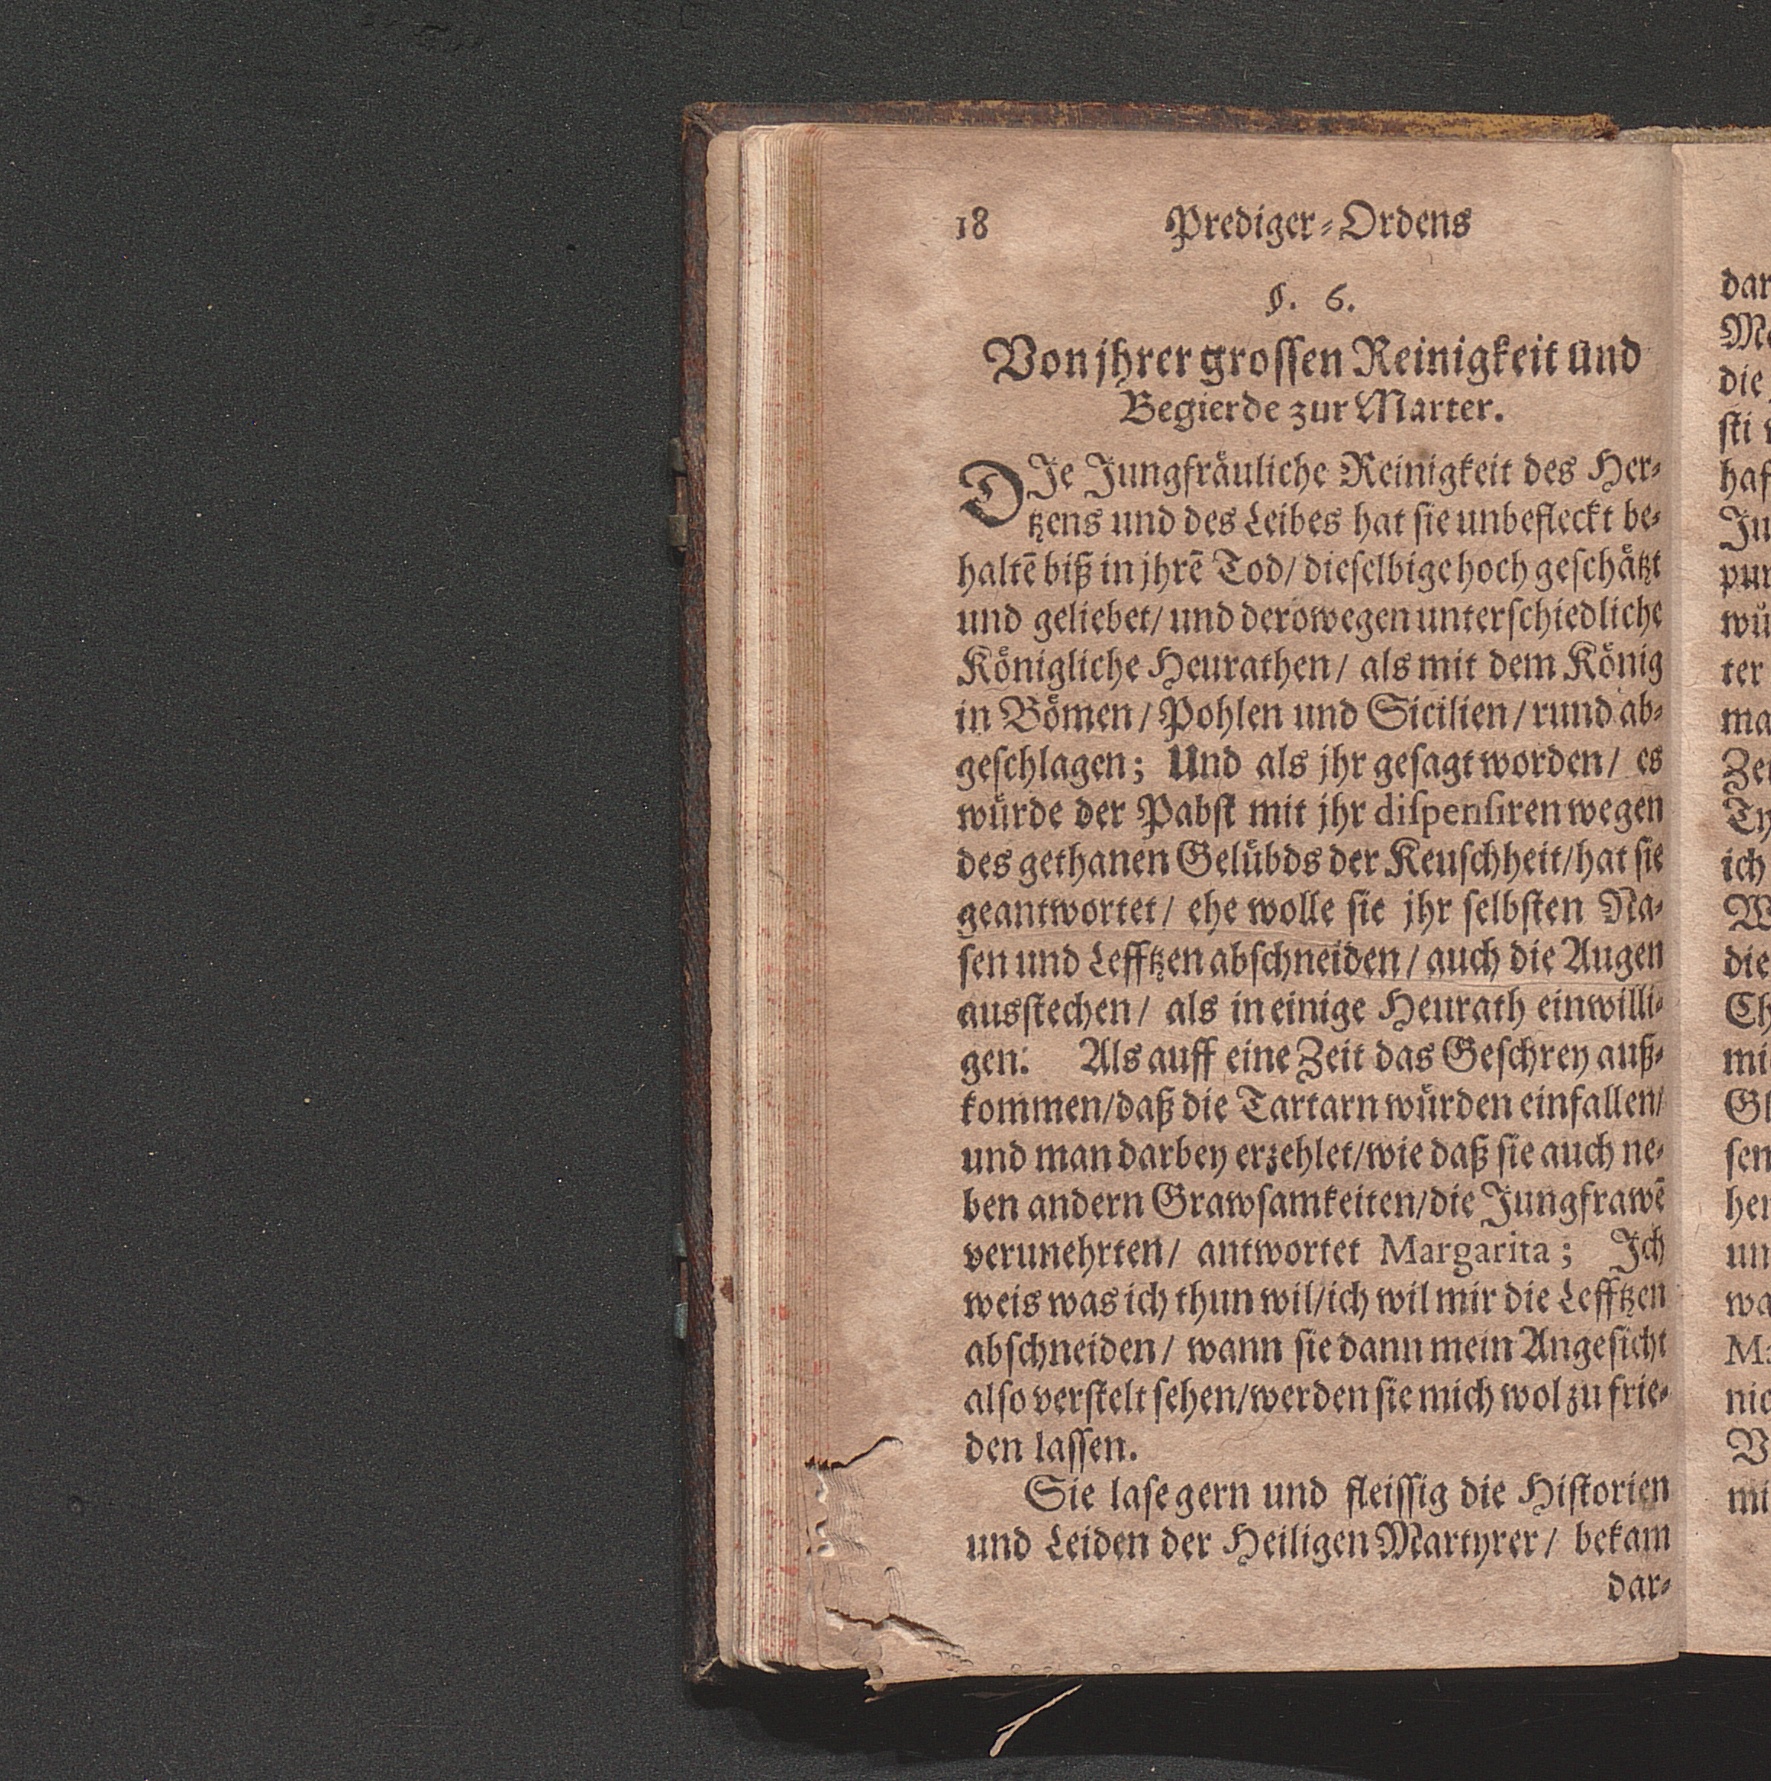 18 Prediger-Ordens
§. 6.
Von jhrer grossen Reinigkeit und
Begierde zur Marter.
DIe Jungfräuliche Reinigkeit des Her-
tzens und des Leibes hat sie unbefleckt be-
haltē biß in jhrē Tod/ dieselbige hoch geschätzt
und geliebet/ und derowegen unterschiedliche
Königliche Heurathen/ als mit dem König
in Bömen/ Pohlen und Sicilien/ rund ab-
geschlagen; Und als jhr gesagt worden/ es
würde der Pabst mit jhr dispensiren wegen
des gethanen Gelübds der Keuschheit/ hat sie
geantwortet/ ehe wolle sie jhr selbsten Na-
sen und Lefftzen abschneiden/ auch die Augen
ausstechen/ als in einige Heurath einwilli-
gen. Als auff eine Zeit das Geschrey auß-
kommen/ daß die Tartarn würden einfallen/
und man darbey erzehlet/ wie daß sie auch ne-
ben andern Grawsamkeiten/ die Jungfrawē
verunehrten/ antwortet Margarita; Ich
weis was ich thun wil/ ich wil mir die Lefftzen
abschneiden/ wann sie dann mein Angesicht
also verstelt sehen/ werden sie mich wol zu frie-
den lassen.
Sie lase gern und fleissig die Historien
und Leiden der Heiligen Martyrer/ bekam
dar-